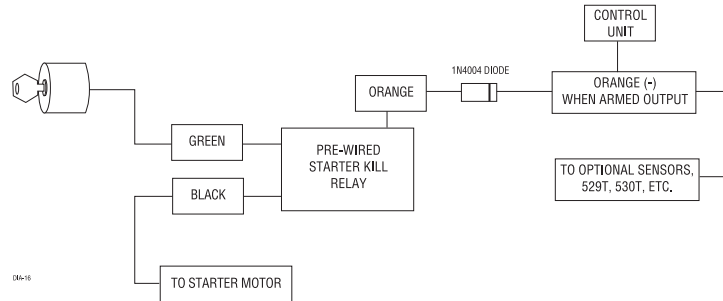 CONTROL
UNIT
1N4004 DIODE
ORANGE
ORANGE (-)
WHEN ARMED OUTPUT
GREEN
PRE-WIRED
STARTER KILL
RELAY
BLACK
TO OPTIONAL SENSORS,
529T, 530T, ETC.
DIA-16
TO STARTER MOTOR